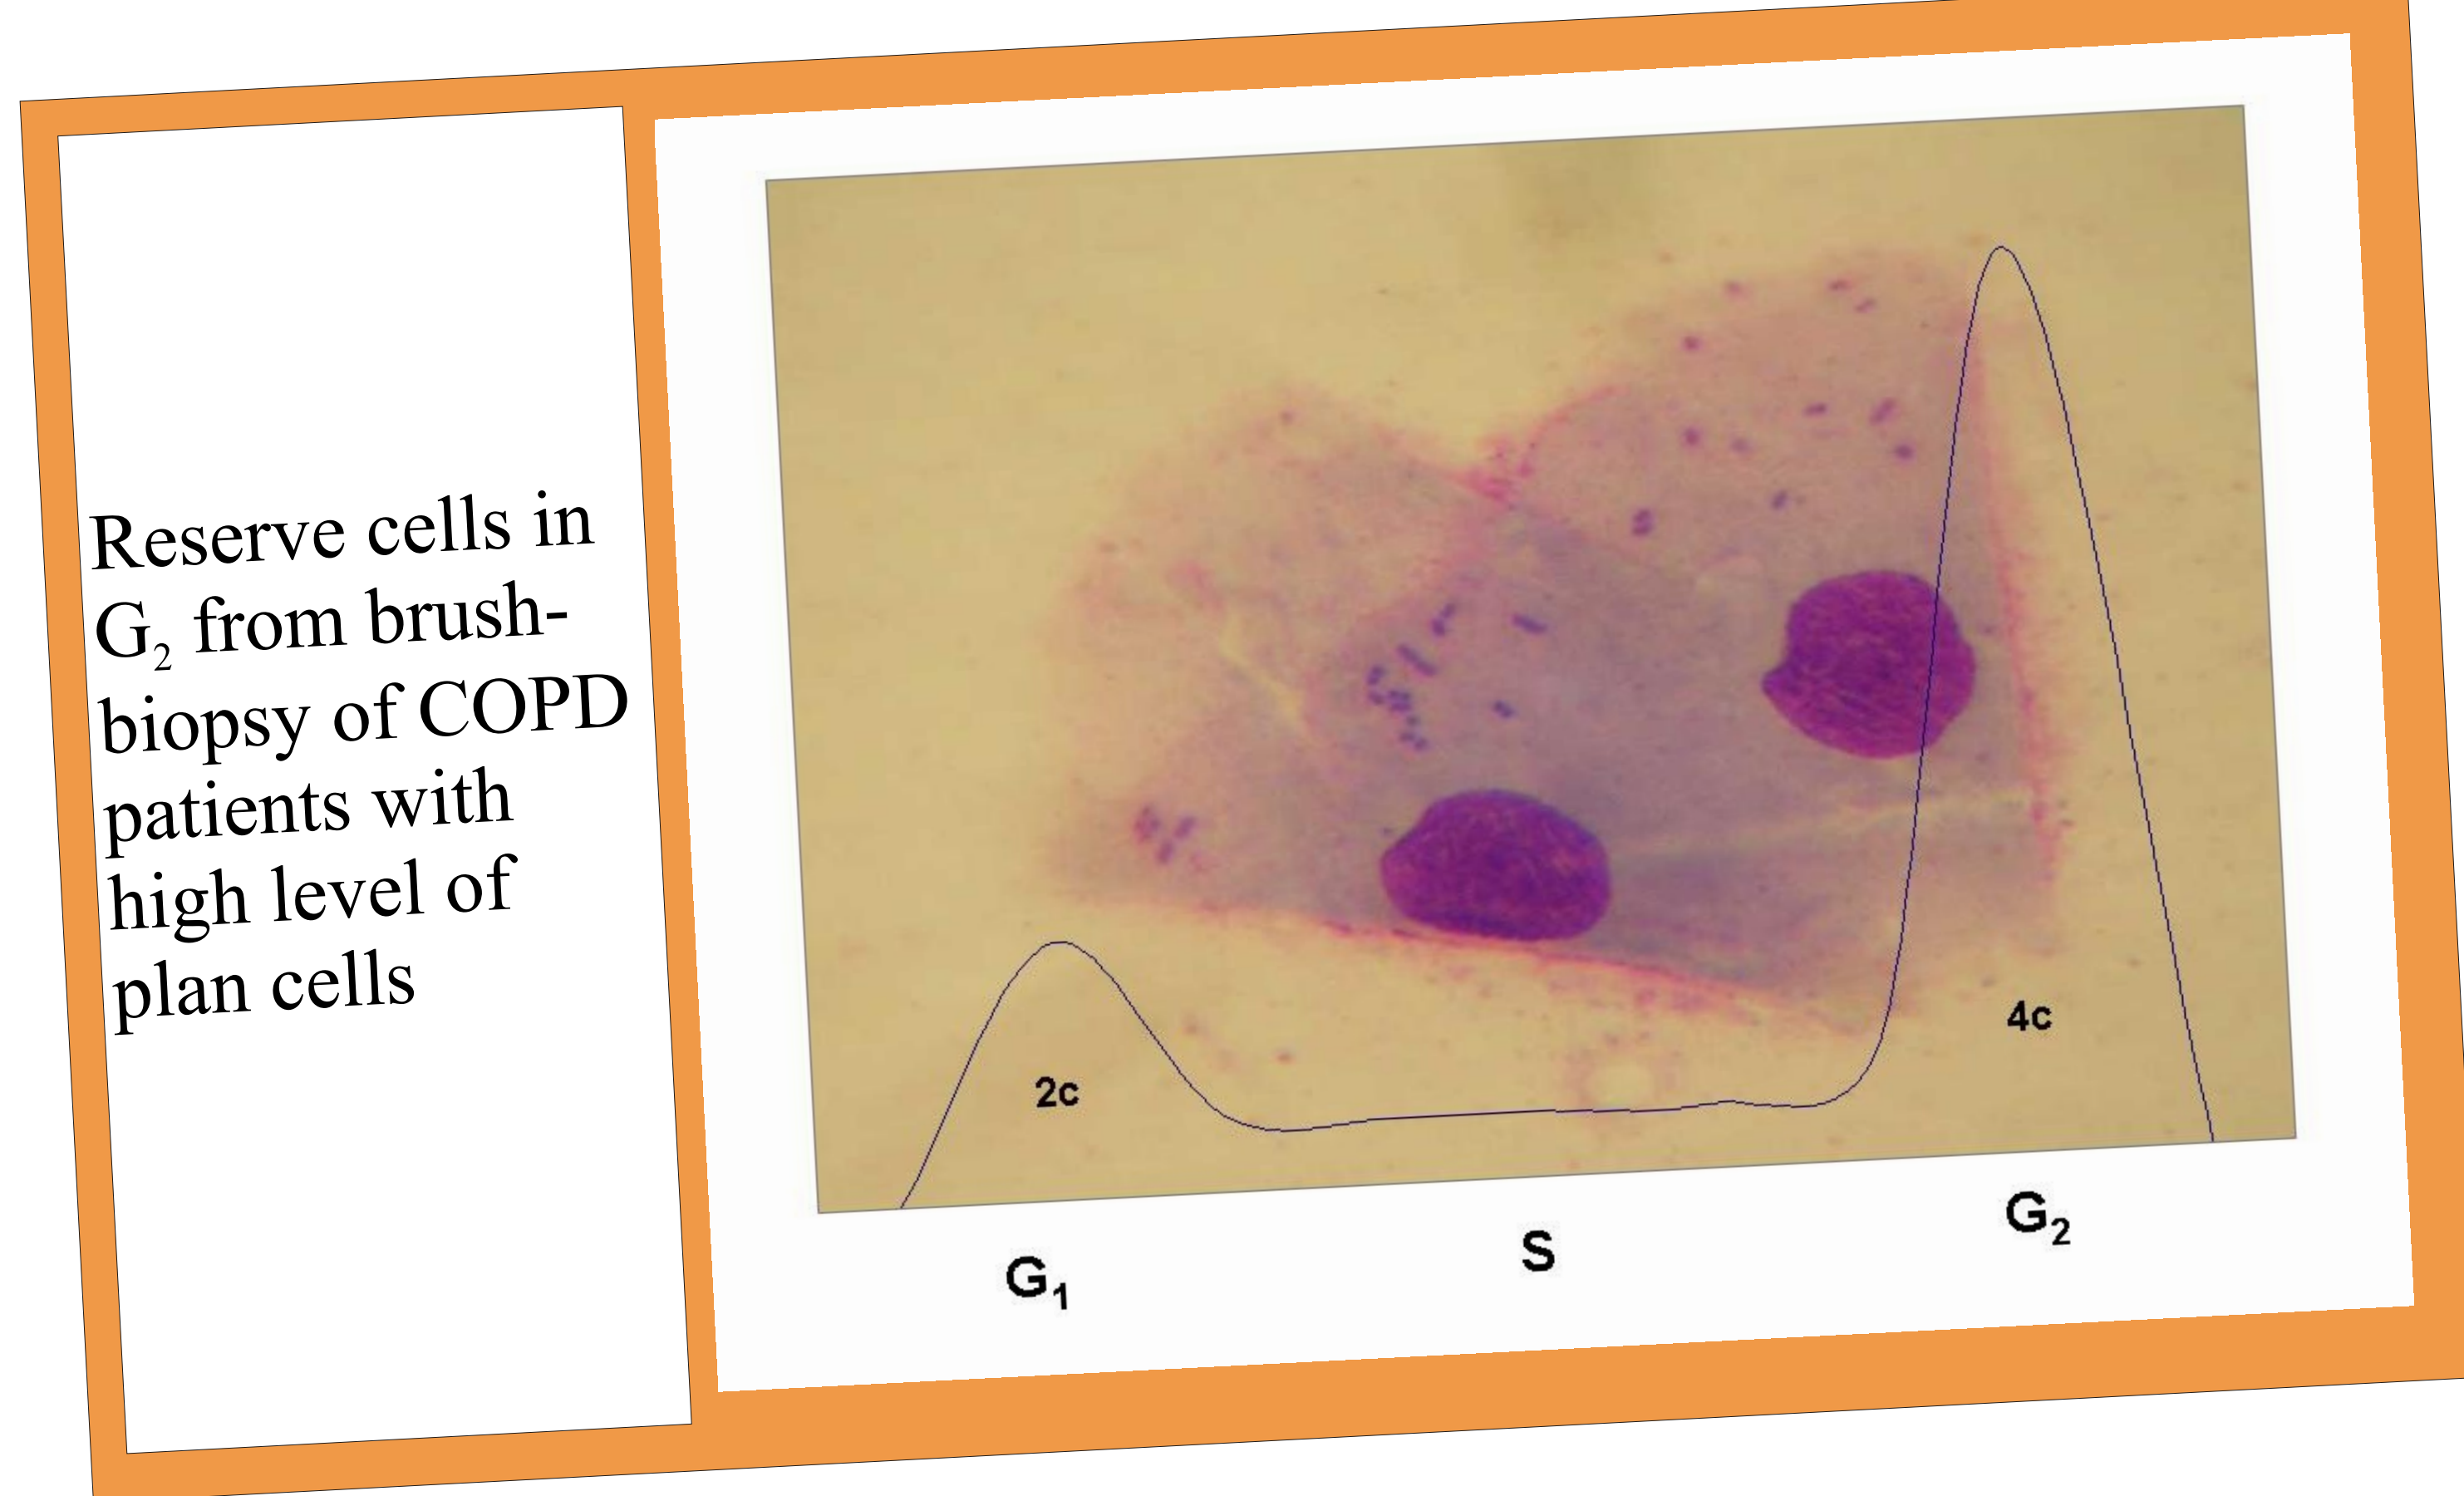 Reserve cells in
G₂ from brush-
biopsy of COPD
patients with
high level of
plan cells
2c
4c
G₁
S
G₂